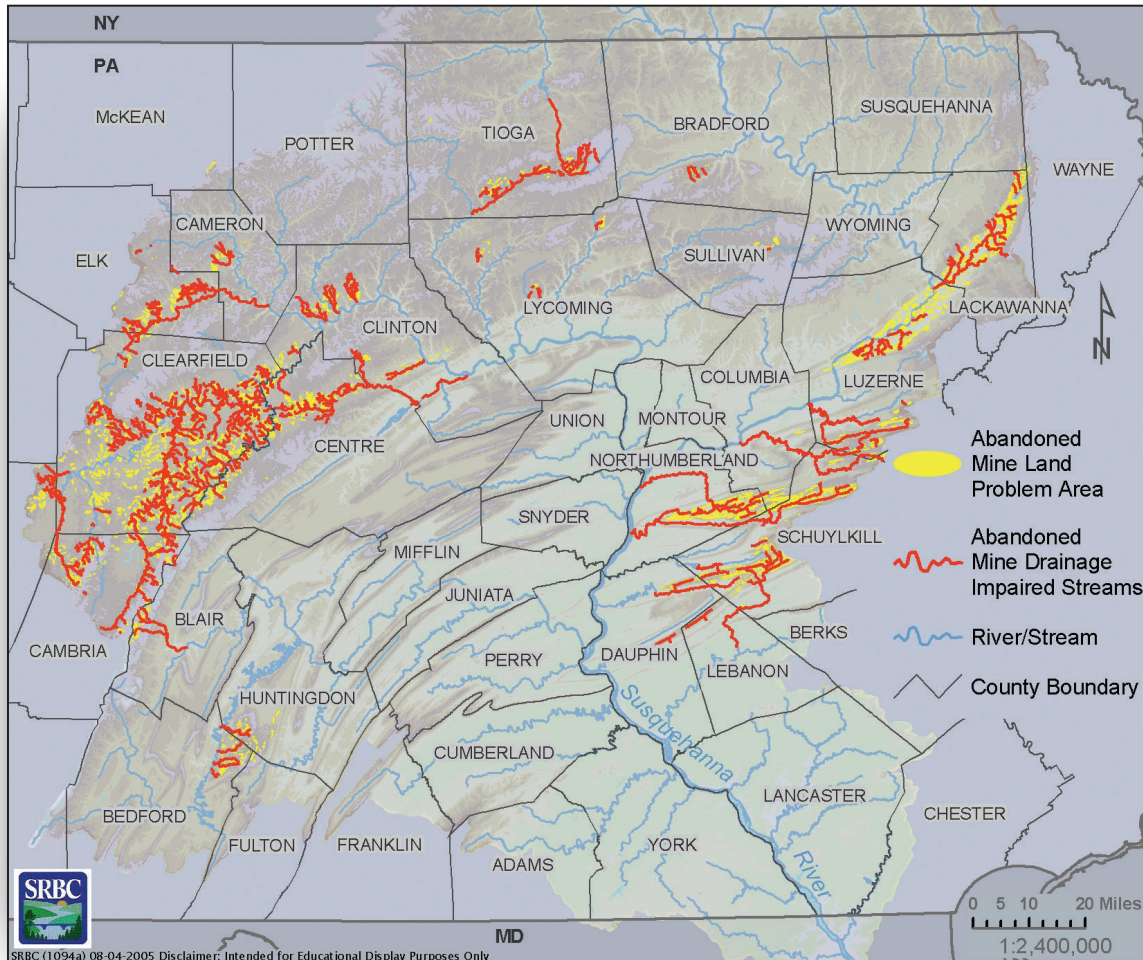 NY
PA
McKEAN
POTTER
TIOGA
BRADFORD
SUSQUEHANNA
WAYNE
CAMERON
ELK
SULLIVAN
WYOMING
LACKAWANNA
LYCOMING
CLINTON
CLEARFIELD
COLUMBIA
LUZERNE
UNION
MONTOUR
CENTRE
NORTHUMBERLAND
SNYDER
SCHUYLKILL
MIFFLIN
JUNIATA
BLAIR
CAMBRIA
PERRY
DAUPHIN
BERKS
LEBANON
HUNTINGDON
CUMBERLAND
Susquehanna
River
LANCASTER
BEDFORD
FULTON
FRANKLIN
ADAMS
YORK
CHESTER
MD
Abandoned
Mine Land
Problem Area
Abandoned
Mine Drainage
Impaired Streams
River/Stream
County Boundary
N
0 5 10 20 Miles
1:2,400,000
SRBC
SRBC (1094a) 08-04-2005 Disclaimer: Intended for Educational Display Purposes Only